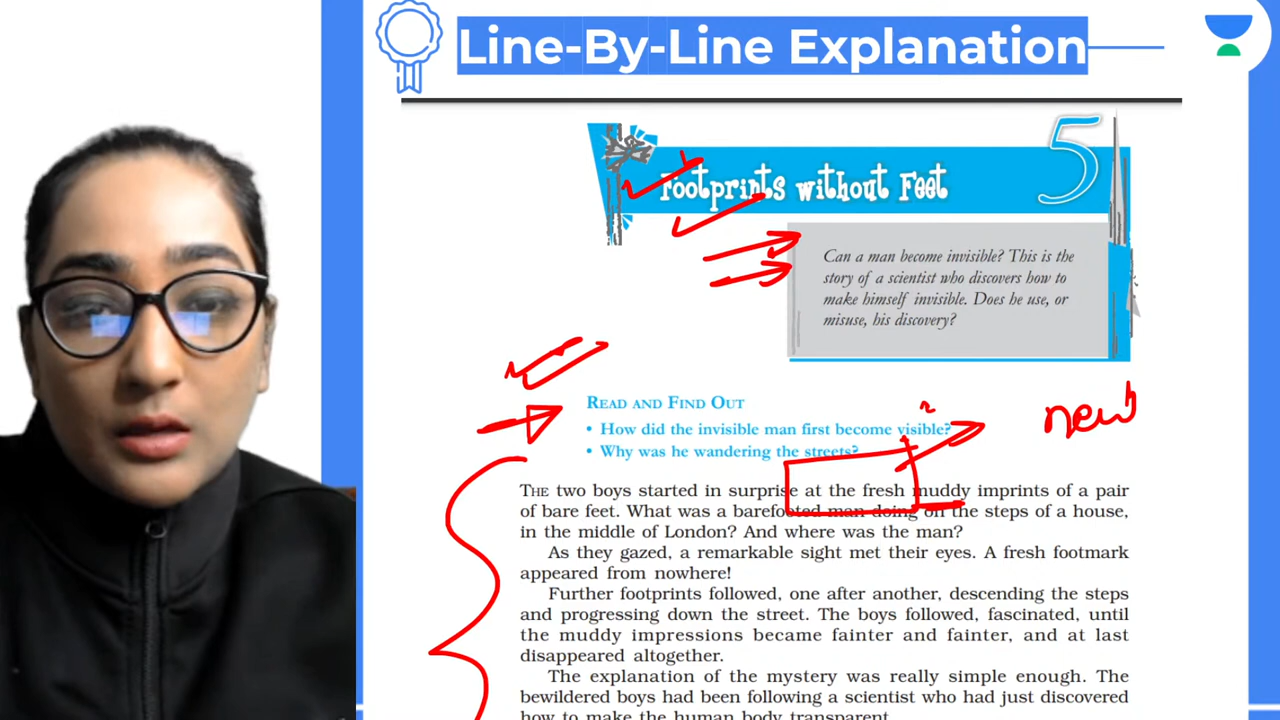 Line-By-Line Explanation
5
Footprints without Feet
Can a man become invisible? This is the
story of a scientist who discovers how to
make himself invisible. Does he use, or
misuse, his discovery?
READ AND FIND OUT
• How did the invisible man first become visible?
• Why was he wandering the streets?
new
THE two boys started in surprise at the fresh muddy imprints of a pair
of bare feet. What was a barefooted man doing on the steps of a house,
in the middle of London? And where was the man?
As they gazed, a remarkable sight met their eyes. A fresh footmark
appeared from nowhere!
Further footprints followed, one after another, descending the steps
and progressing down the street. The boys followed, fascinated, until
the muddy impressions became fainter and fainter, and at last
disappeared altogether.
The explanation of the mystery was really simple enough. The
bewildered boys had been following a scientist who had just discovered
how to make the human body transparent.